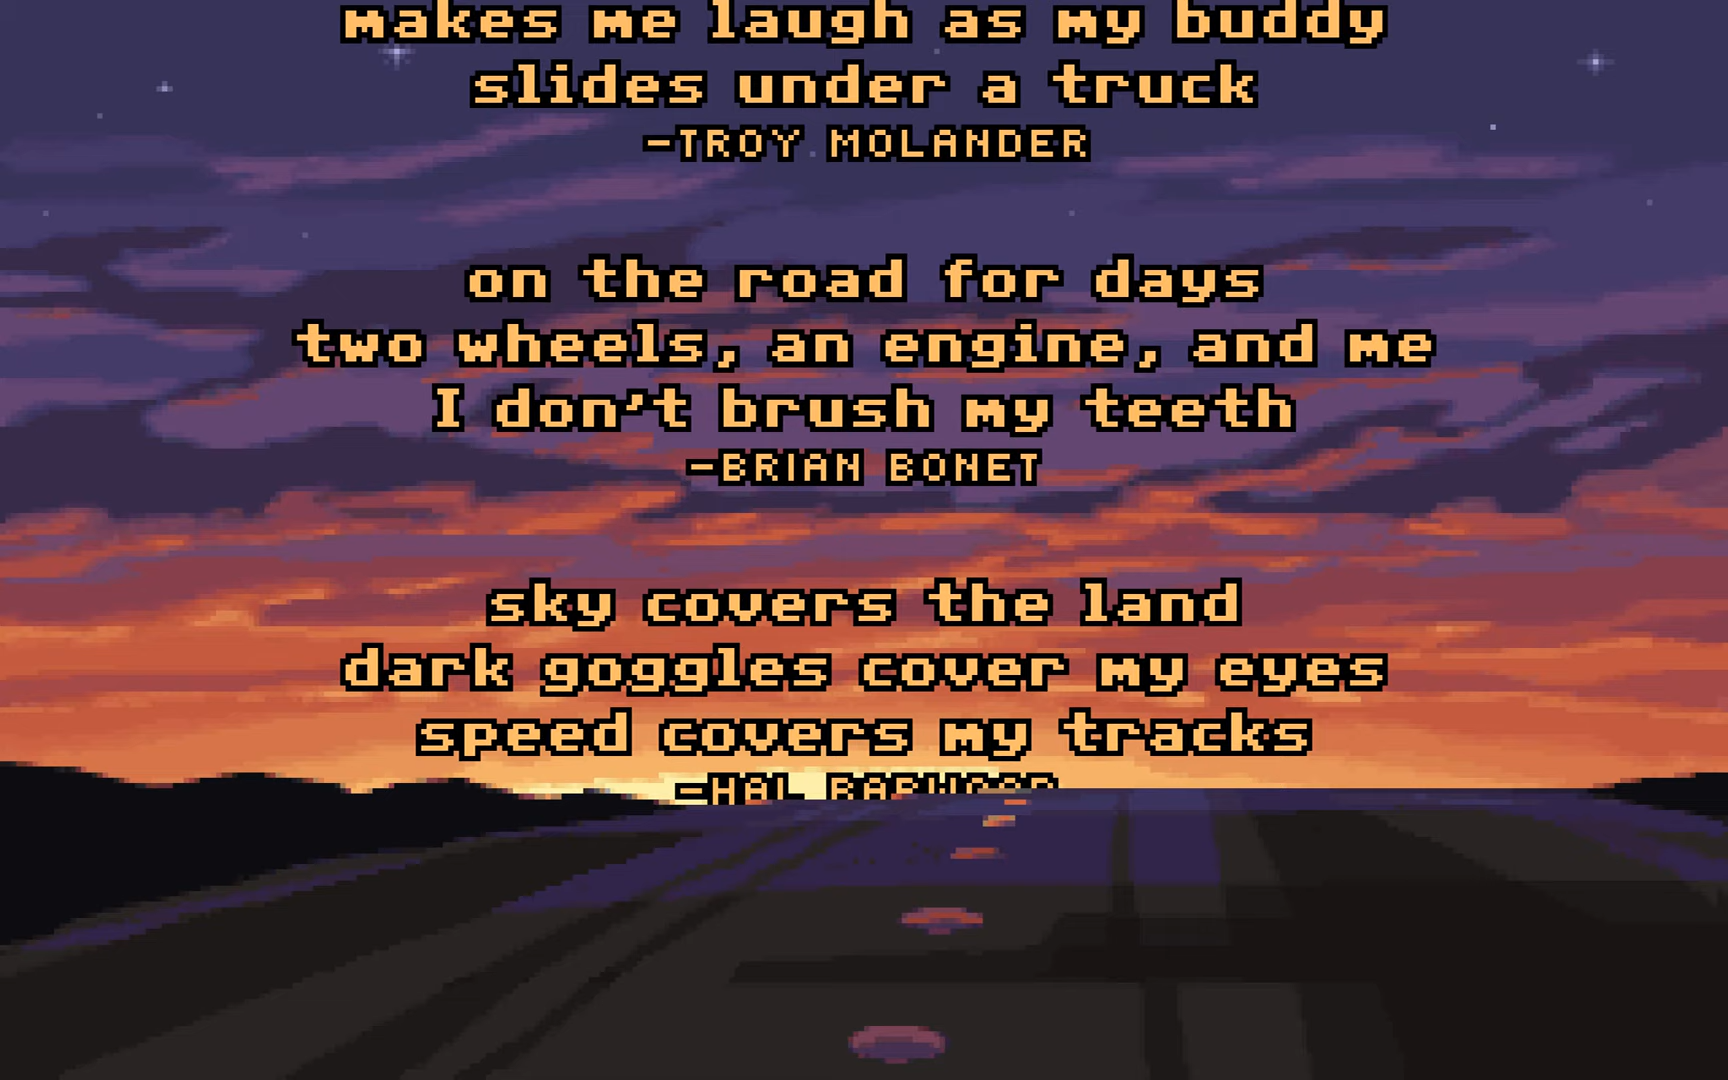 makes me laugh as my buddy
slides under a truck
-TROY MOLANDER
on the road for days
two wheels, an engine, and me
I don't brush my teeth
-BRIAN BONET
sky covers the land
dark goggles cover my eyes
speed covers my tracks
-HAL BARWOOD